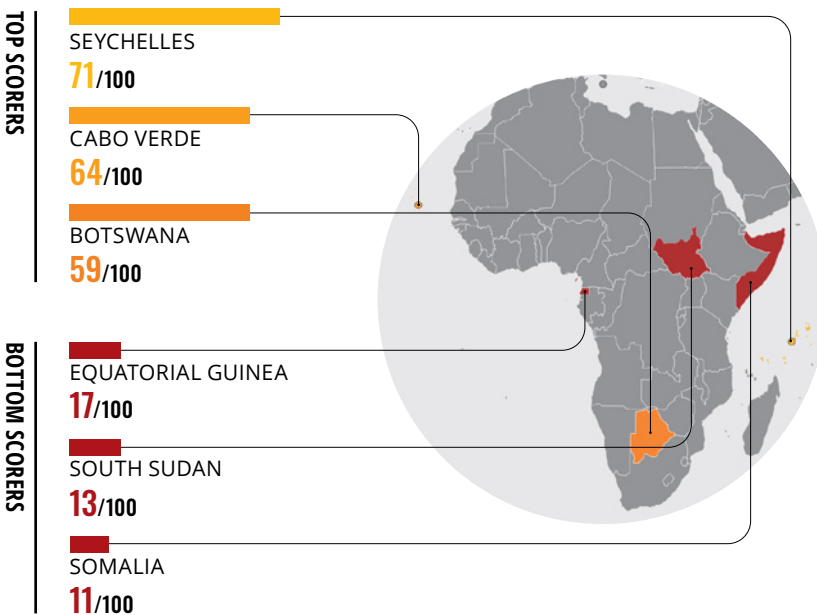 TOP SCORERS
SEYCHELLES
71/100
CABO VERDE
64/100
BOTSWANA
59/100
BOTTOM SCORERS
EQUATORIAL GUINEA
17/100
SOUTH SUDAN
13/100
SOMALIA
11/100